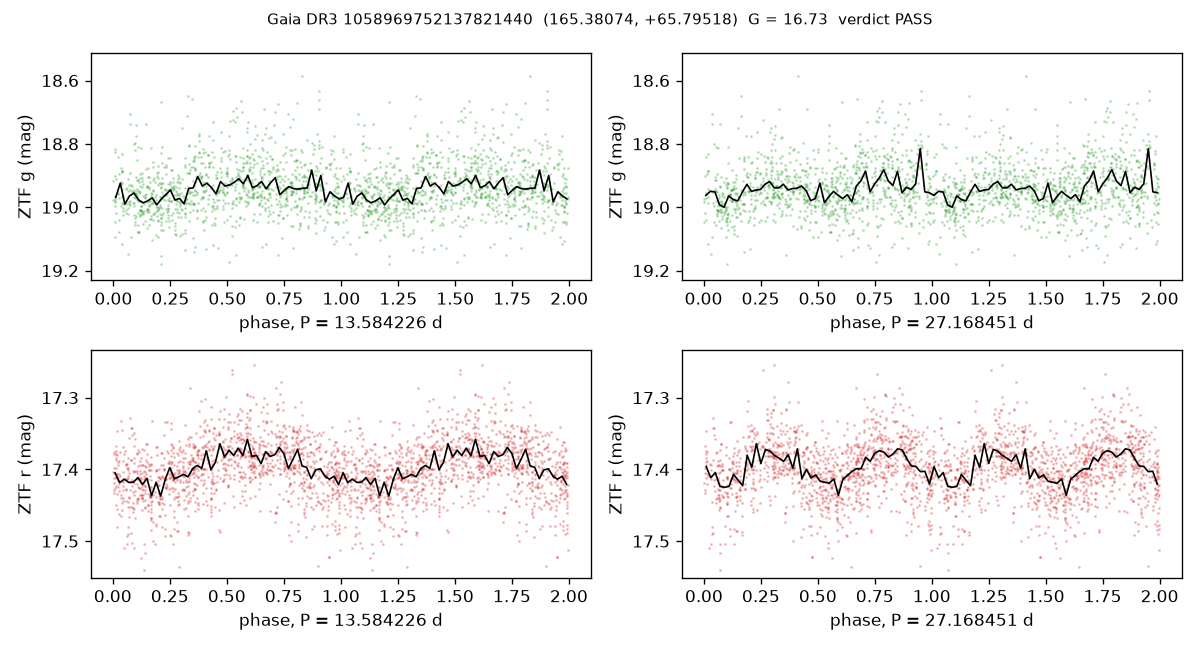 Gaia DR3 1058969752137821440 (165.38074, +65.79518) G = 16.73 verdict PASS
ZTF g (mag)
18.6
18.8
19.0
19.2
0.00 0.25 0.50 0.75 1.00 1.25 1.50 1.75 2.00
phase, P = 13.584226 d
ZTF g (mag)
18.6
18.8
19.0
19.2
0.00 0.25 0.50 0.75 1.00 1.25 1.50 1.75 2.00
phase, P = 27.168451 d
ZTF r (mag)
17.3
17.4
17.5
0.00 0.25 0.50 0.75 1.00 1.25 1.50 1.75 2.00
phase, P = 13.584226 d
ZTF r (mag)
17.3
17.4
17.5
0.00 0.25 0.50 0.75 1.00 1.25 1.50 1.75 2.00
phase, P = 27.168451 d